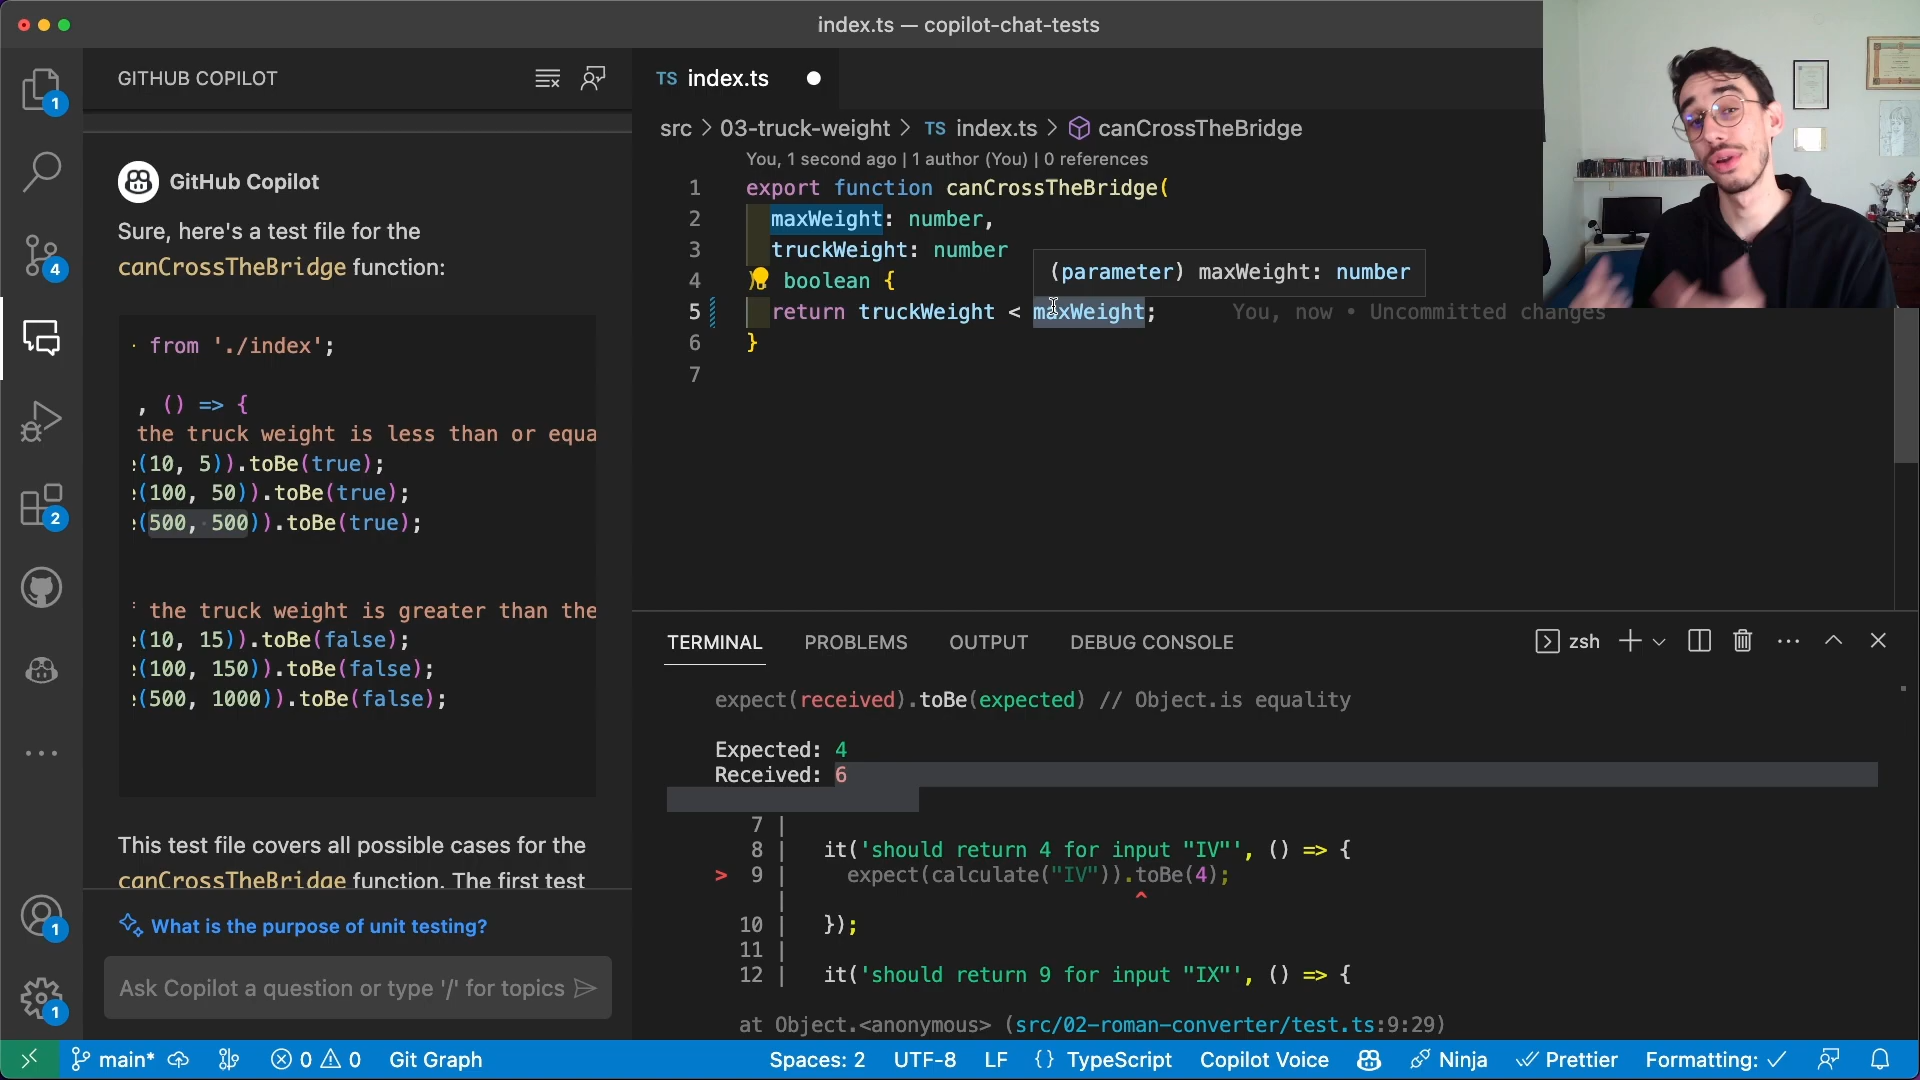 index.ts — copilot-chat-tests
GITHUB COPILOT
GitHub Copilot
Sure, here's a test file for the
canCrossTheBridge function:
from './index';
, () => {
the truck weight is less than or equa
(10, 5)).toBe(true);
(100, 50)).toBe(true);
(500, 500)).toBe(true);
the truck weight is greater than the
(10, 15)).toBe(false);
(100, 150)).toBe(false);
(500, 1000)).toBe(false);
This test file covers all possible cases for the
canCrossTheBridge function. The first test
What is the purpose of unit testing?
Ask Copilot a question or type '/' for topics
1
4
2
1
1
TS index.ts
src > 03-truck-weight > TS index.ts > canCrossTheBridge
You, 1 second ago | 1 author (You) | 0 references
1 export function canCrossTheBridge(
2 maxWeight: number,
3 truckWeight: number
(parameter) maxWeight: number
4 ) boolean {
5 return truckWeight < maxWeight; You, now • Uncommitted changes
6 }
7
TERMINAL PROBLEMS OUTPUT DEBUG CONSOLE zsh
expect(received).toBe(expected) // Object.is equality
Expected: 4
Received: 6
7 |
8 | it('should return 4 for input "IV"', () => {
> 9 | expect(calculate("IV")).toBe(4);
| ^
10 | });
11 |
12 | it('should return 9 for input "IX"', () => {
at Object.<anonymous> (src/02-roman-converter/test.ts:9:29)
main* 0 0 Git Graph Spaces: 2 UTF-8 LF {} TypeScript Copilot Voice Ninja Prettier Formatting: ✓